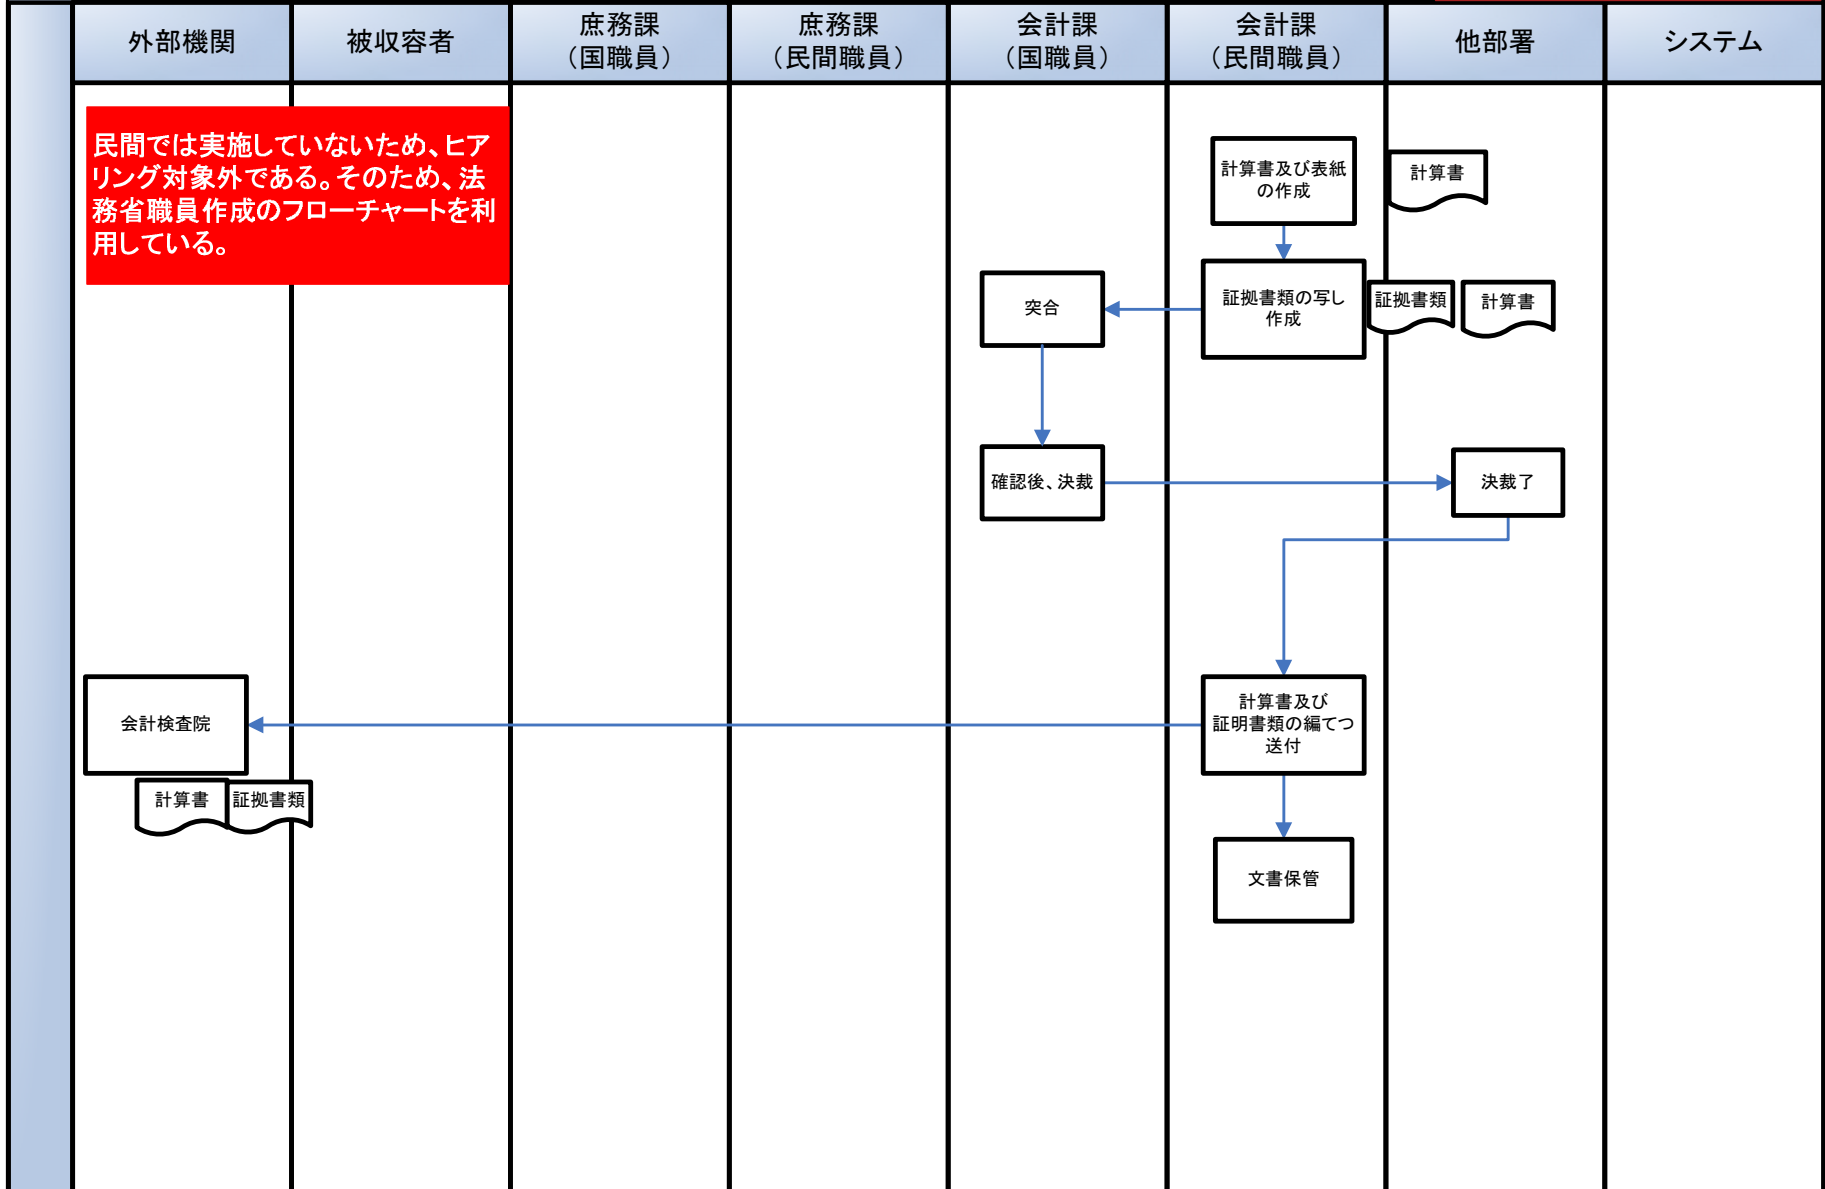 外部機関
被収容者
庶務課
（国職員）
庶務課
（民間職員）
会計課
（国職員）
会計課
（民間職員）
他部署
システム
民間では実施していないため、ヒア
リング対象外である。そのため、法
務省職員作成のフローチャートを利
用している。
計算書及び表紙
の作成
計算書
突合
証拠書類の写し
作成
証拠書類
計算書
確認後、決裁
決裁了
会計検査院
計算書及び
証明書類の編てつ
送付
計算書
証拠書類
文書保管